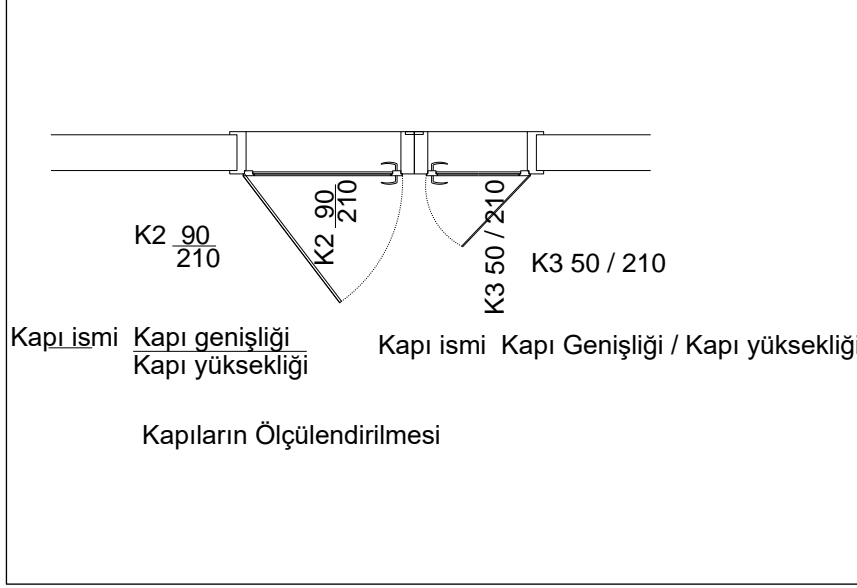 K2 90
210
K2 90
210
K3 50 / 210
K3 50 / 210
Kapı ismi Kapı genişliği
Kapı yüksekliği
Kapı ismi Kapı Genişliği / Kapı yüksekliği
Kapıların Ölçülendirilmesi